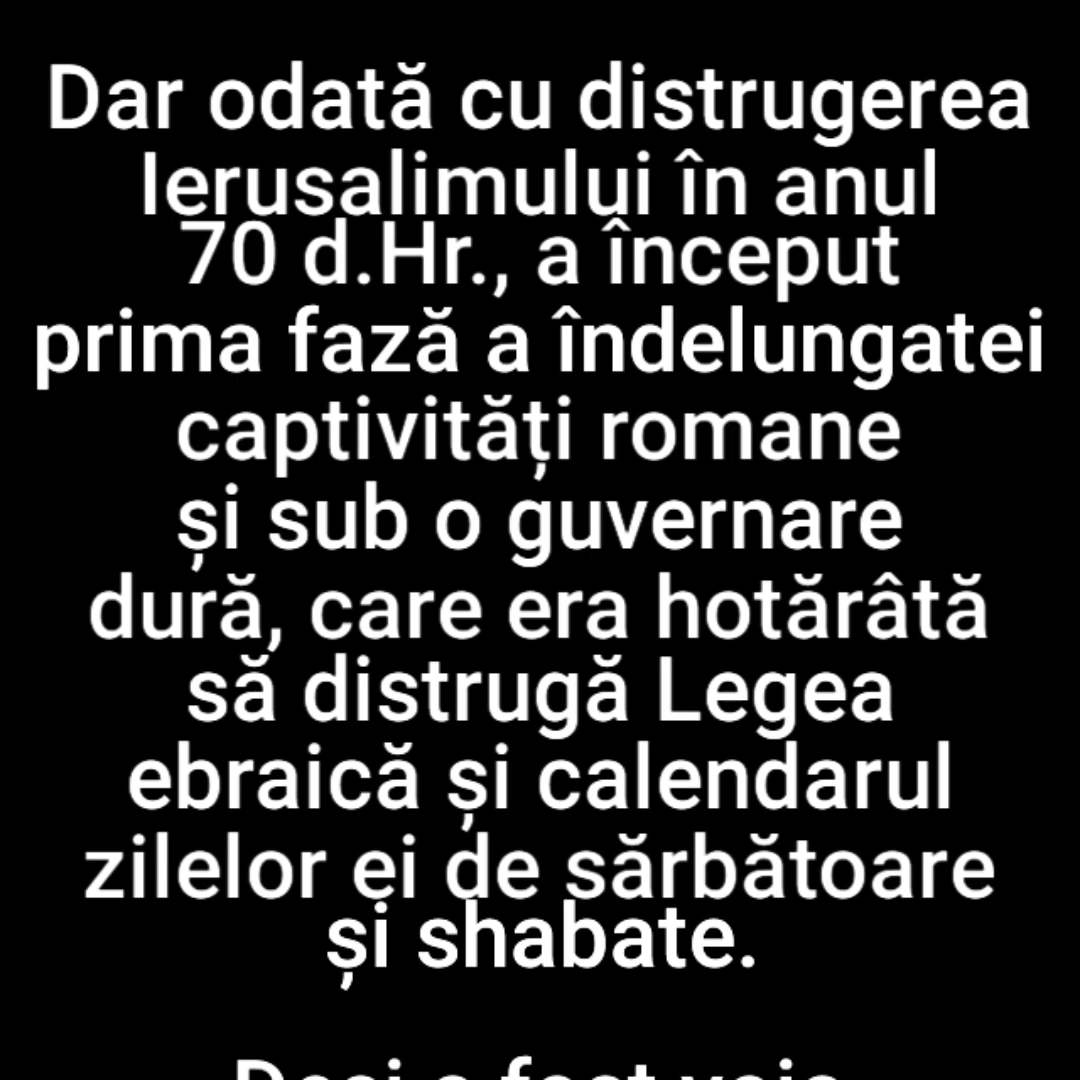 Dar odată cu distrugerea
Ierusalimului în anul
70 d.Hr., a început
prima fază a îndelungatei
captivități romane
și sub o guvernare
dură, care era hotărâtă
să distrugă Legea
ebraică și calendarul
zilelor ei de sărbătoare
și shabate.